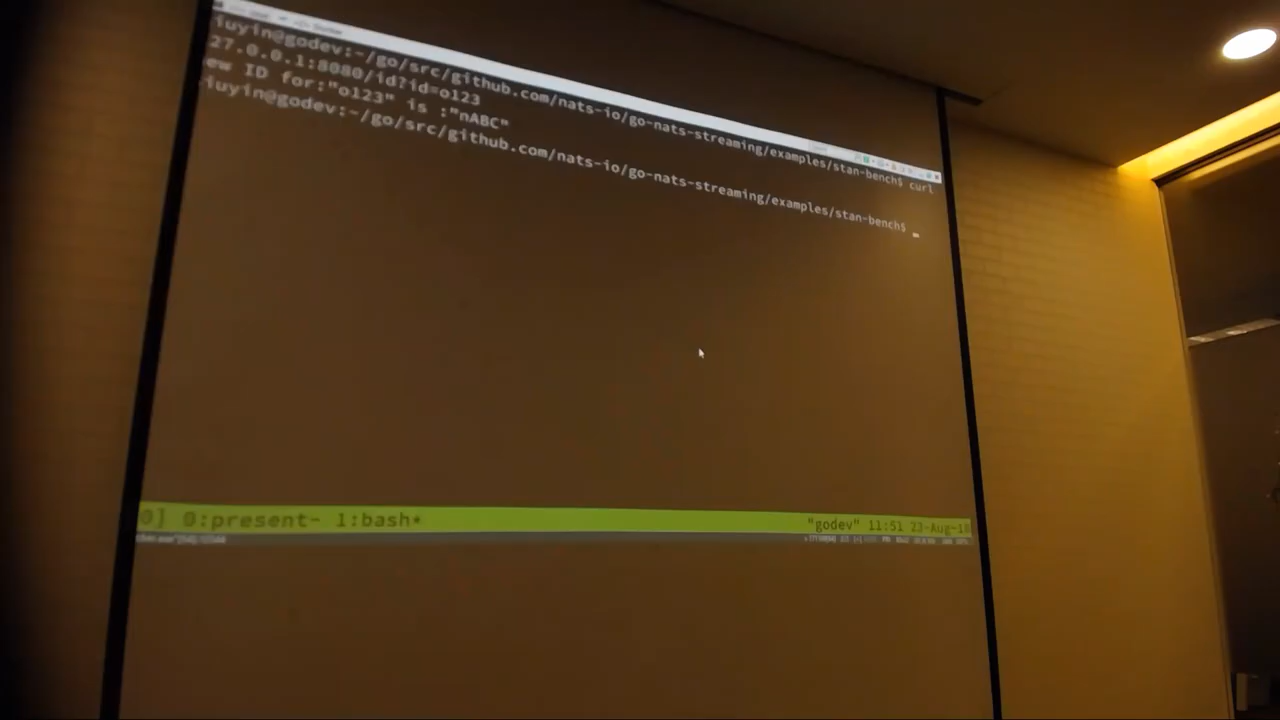 iuyin@godev:~/go/src/github.com/nats-io/go-nats-streaming/examples/stan-bench$ curl
27.0.0.1:8080/id?id=o123
ew ID for:"o123" is :"nABC"
iuyin@godev:~/go/src/github.com/nats-io/go-nats-streaming/examples/stan-bench$
0] 0:present- 1:bash* "godev" 11:51 23-Aug-18